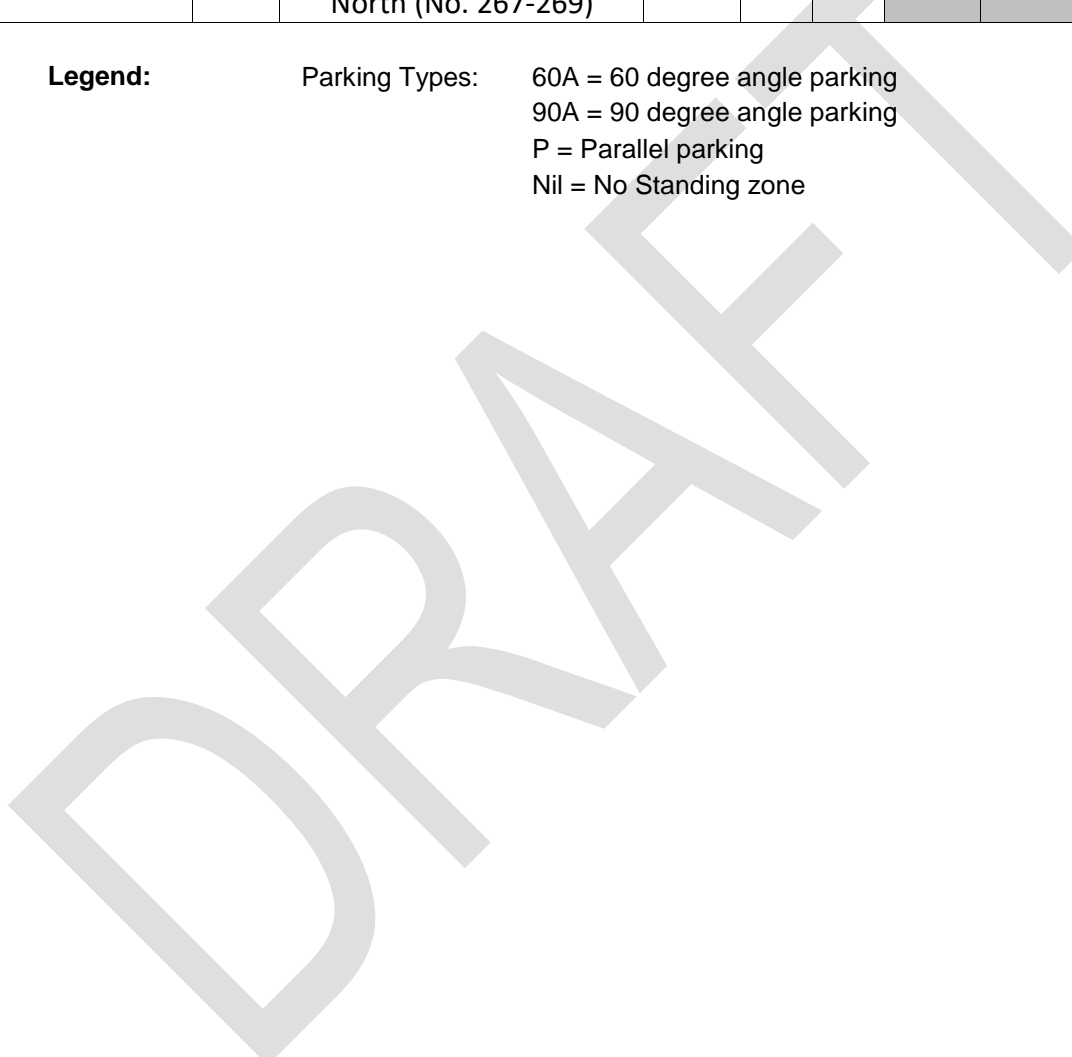 North (No. 267-269)
Legend: Parking Types: 60A = 60 degree angle parking
90A = 90 degree angle parking
P = Parallel parking
Nil = No Standing zone
DRAFT